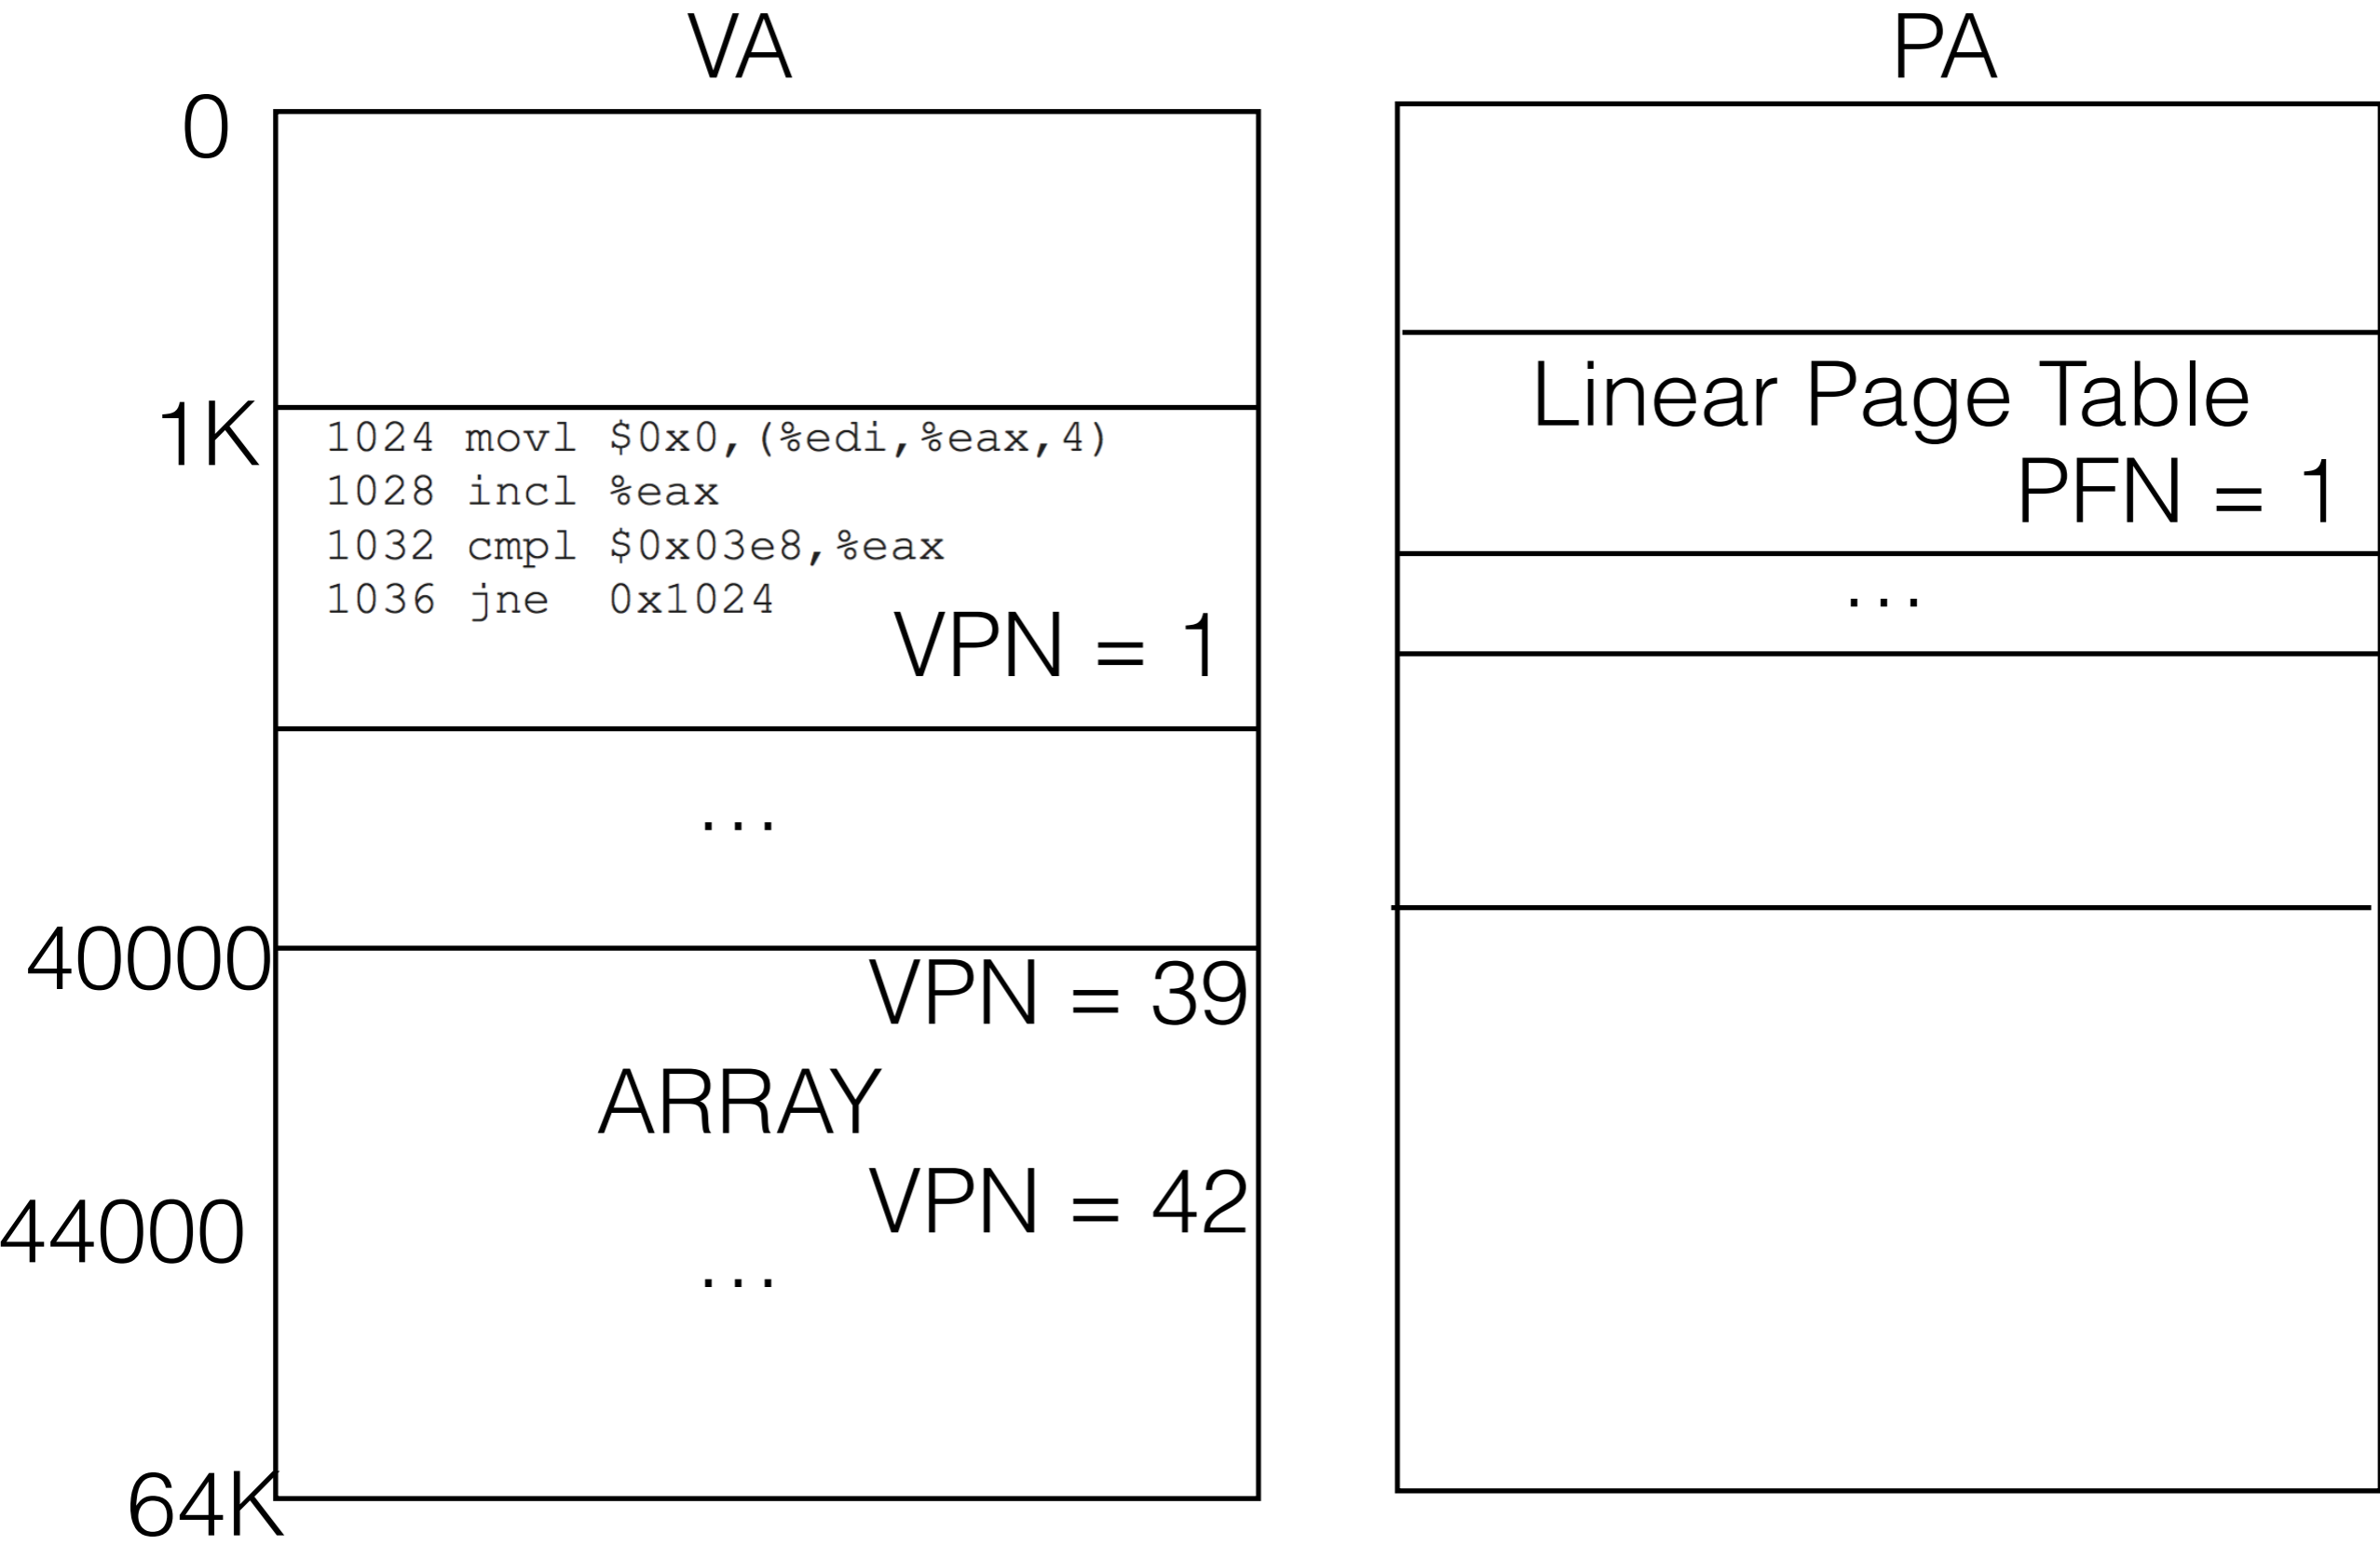 VA
0
1K
1024 movl $0x0,(%edi,%eax,4)
1028 incl %eax
1032 cmpl $0x03e8,%eax
1036 jne 0x1024
VPN = 1
...
40000
VPN = 39
ARRAY
VPN = 42
44000
...
64K
PA
Linear Page Table
PFN = 1
...